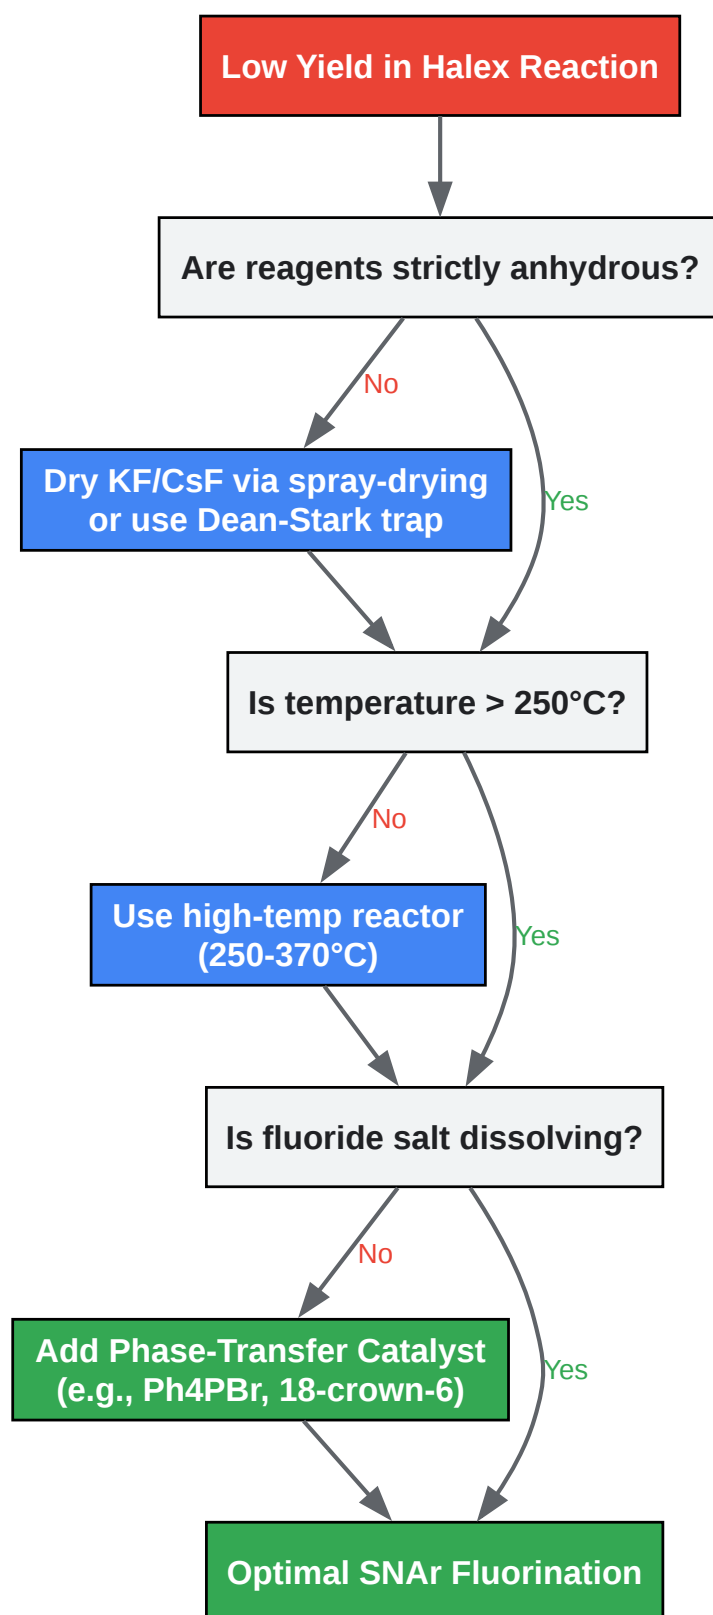 Low Yield in Halex Reaction
Are reagents strictly anhydrous?
No
Dry KF/CsF via spray-drying
or use Dean-Stark trap
Yes
Is temperature > 250°C?
No
Use high-temp reactor
(250-370°C)
Yes
Is fluoride salt dissolving?
No
Add Phase-Transfer Catalyst
(e.g., Ph4PBr, 18-crown-6)
Yes
Optimal SNAr Fluorination